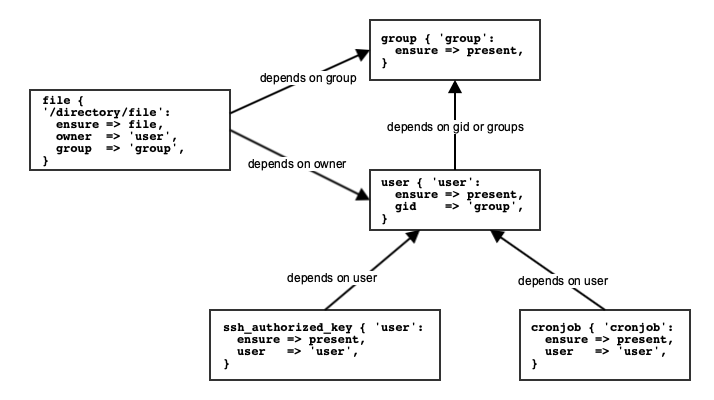 group { 'group':
  ensure => present,
}
depends on group
file {
'/directory/file':
  ensure => file,
  owner  => 'user',
  group  => 'group',
}
depends on gid or groups
depends on owner
user { 'user':
  ensure => present,
  gid    => 'group',
}
depends on user
depends on user
ssh_authorized_key { 'user':
  ensure => present,
  user   => 'user',
}
cronjob { 'cronjob':
  ensure => present,
  user   => 'user',
}